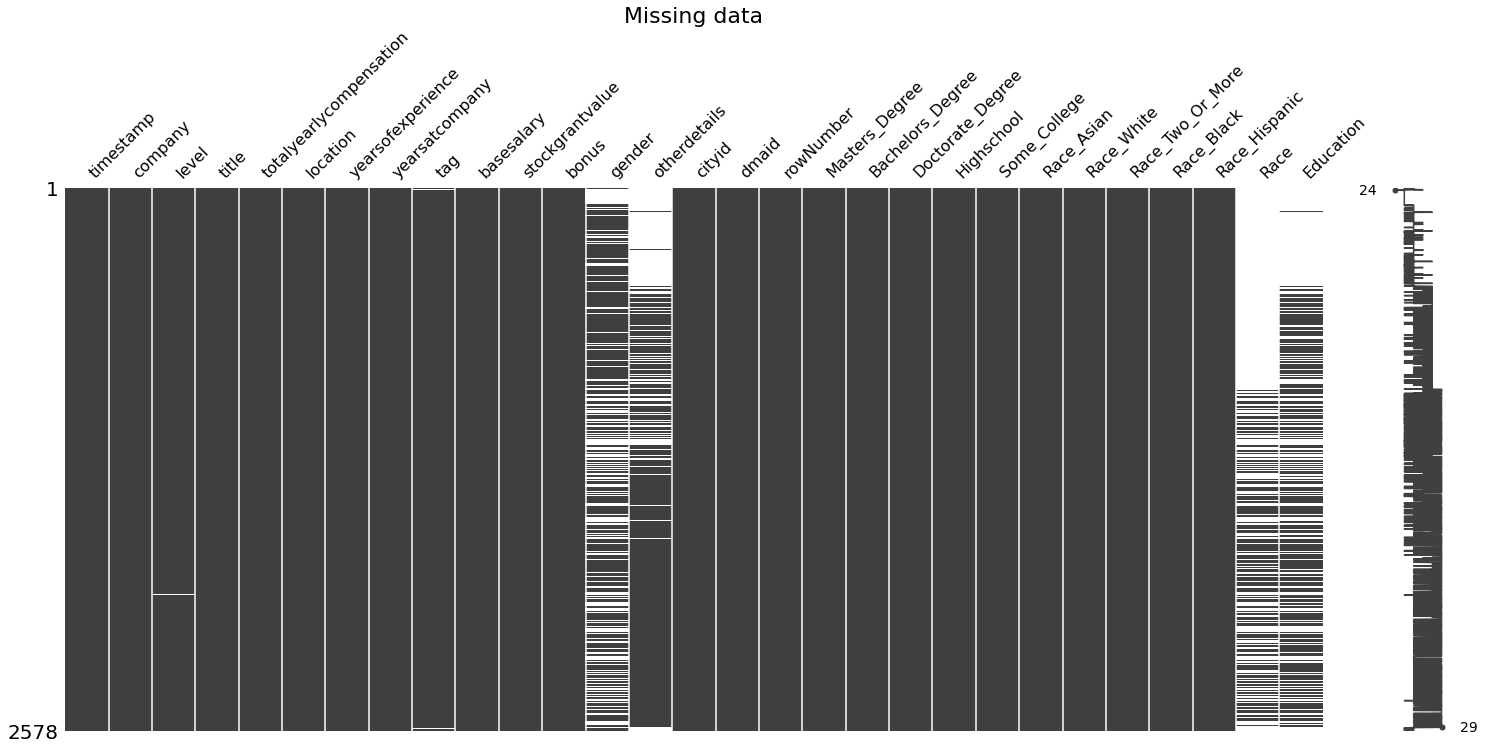 Missing data
timestamp
company
level
title
totalyearlycompensation
location
yearsofexperience
yearsatcompany
tag
basesalary
stockgrantvalue
bonus
gender
otherdetails
cityid
dmaid
rowNumber
Masters_Degree
Bachelors_Degree
Doctorate_Degree
Highschool
Some_College
Race_Asian
Race_White
Race_Two_Or_More
Race_Black
Race_Hispanic
Race
Education
1
24
2578
29